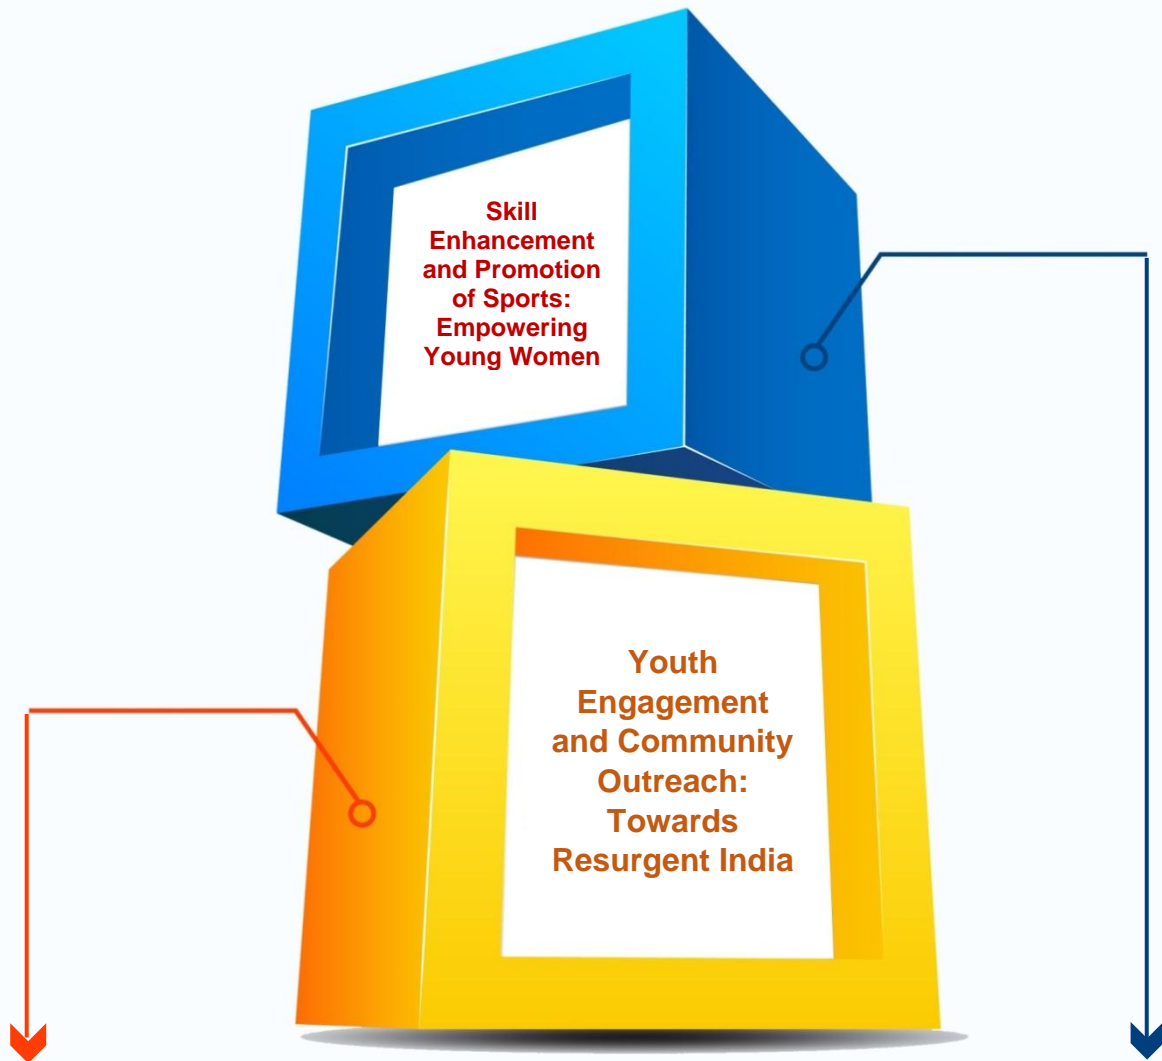 Skill
Enhancement
and Promotion
of Sports:
Empowering
Young Women
Youth
Engagement
and Community
Outreach:
Towards
Resurgent India